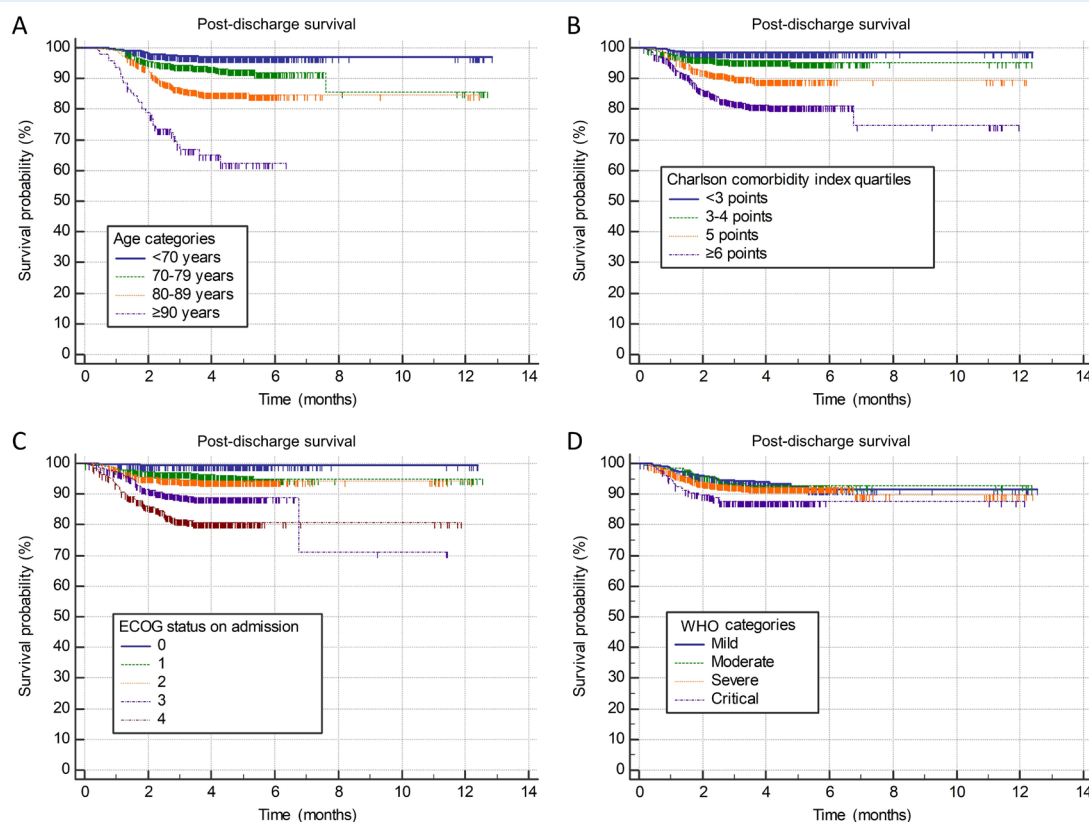 A
Post-discharge survival
100
90
80
70
60
50
40
30
20
10
0
Survival probability (%)
Age categories
<70 years
70-79 years
80-89 years
≥90 years
0 2 4 6 8 10 12 14
Time (months)
B
Post-discharge survival
100
90
80
70
60
50
40
30
20
10
0
Survival probability (%)
Charlson comorbidity index quartiles
<3 points
3-4 points
5 points
≥6 points
0 2 4 6 8 10 12 14
Time (months)
C
Post-discharge survival
100
90
80
70
60
50
40
30
20
10
0
Survival probability (%)
ECOG status on admission
0
1
2
3
4
0 2 4 6 8 10 12 14
Time (months)
D
Post-discharge survival
100
90
80
70
60
50
40
30
20
10
0
Survival probability (%)
WHO categories
Mild
Moderate
Severe
Critical
0 2 4 6 8 10 12 14
Time (months)